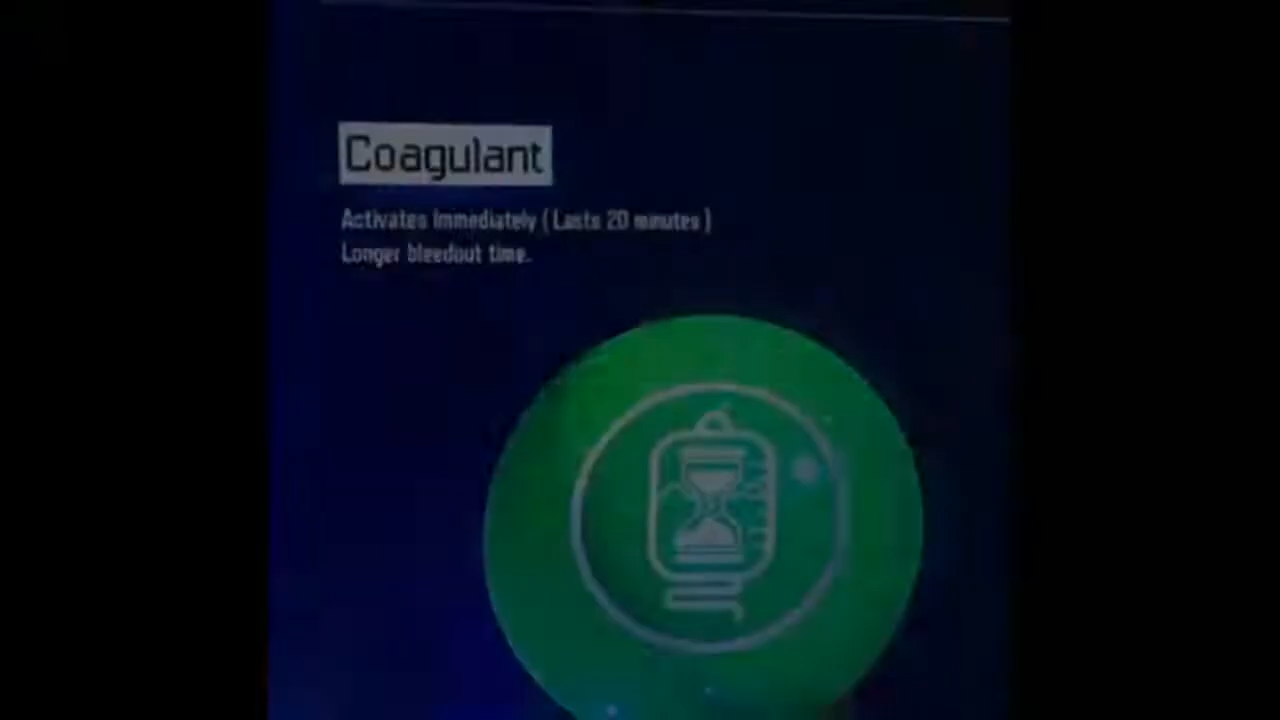 Coagulant
Activates Immediately ( Lasts 20 minutes )
Longer bleedout time.